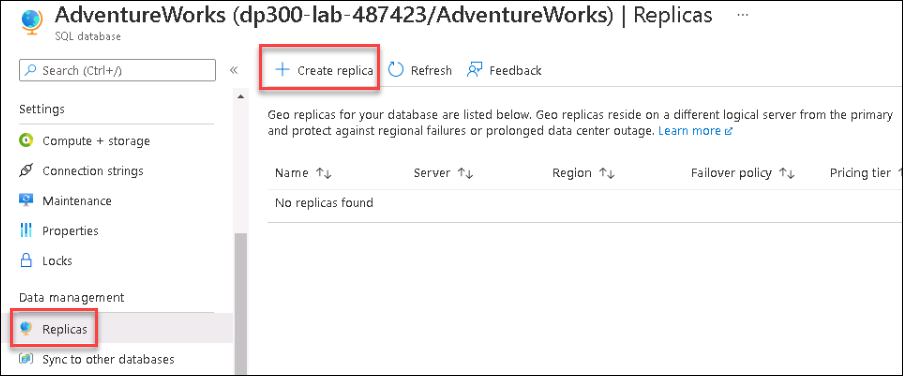 AdventureWorks (dp300-lab-487423/AdventureWorks) | Replicas ...
SQL database
Search (Ctrl+/)
«
+ Create replica Refresh Feedback
Settings
Compute + storage
Connection strings
Maintenance
Properties
Locks
Data management
Replicas
Sync to other databases
Geo replicas for your database are listed below. Geo replicas reside on a different logical server from the primary
and protect against regional failures or prolonged data center outage. Learn more
Name ↑↓ Server ↑↓ Region ↑↓ Failover policy ↑↓ Pricing tier ↑
No replicas found